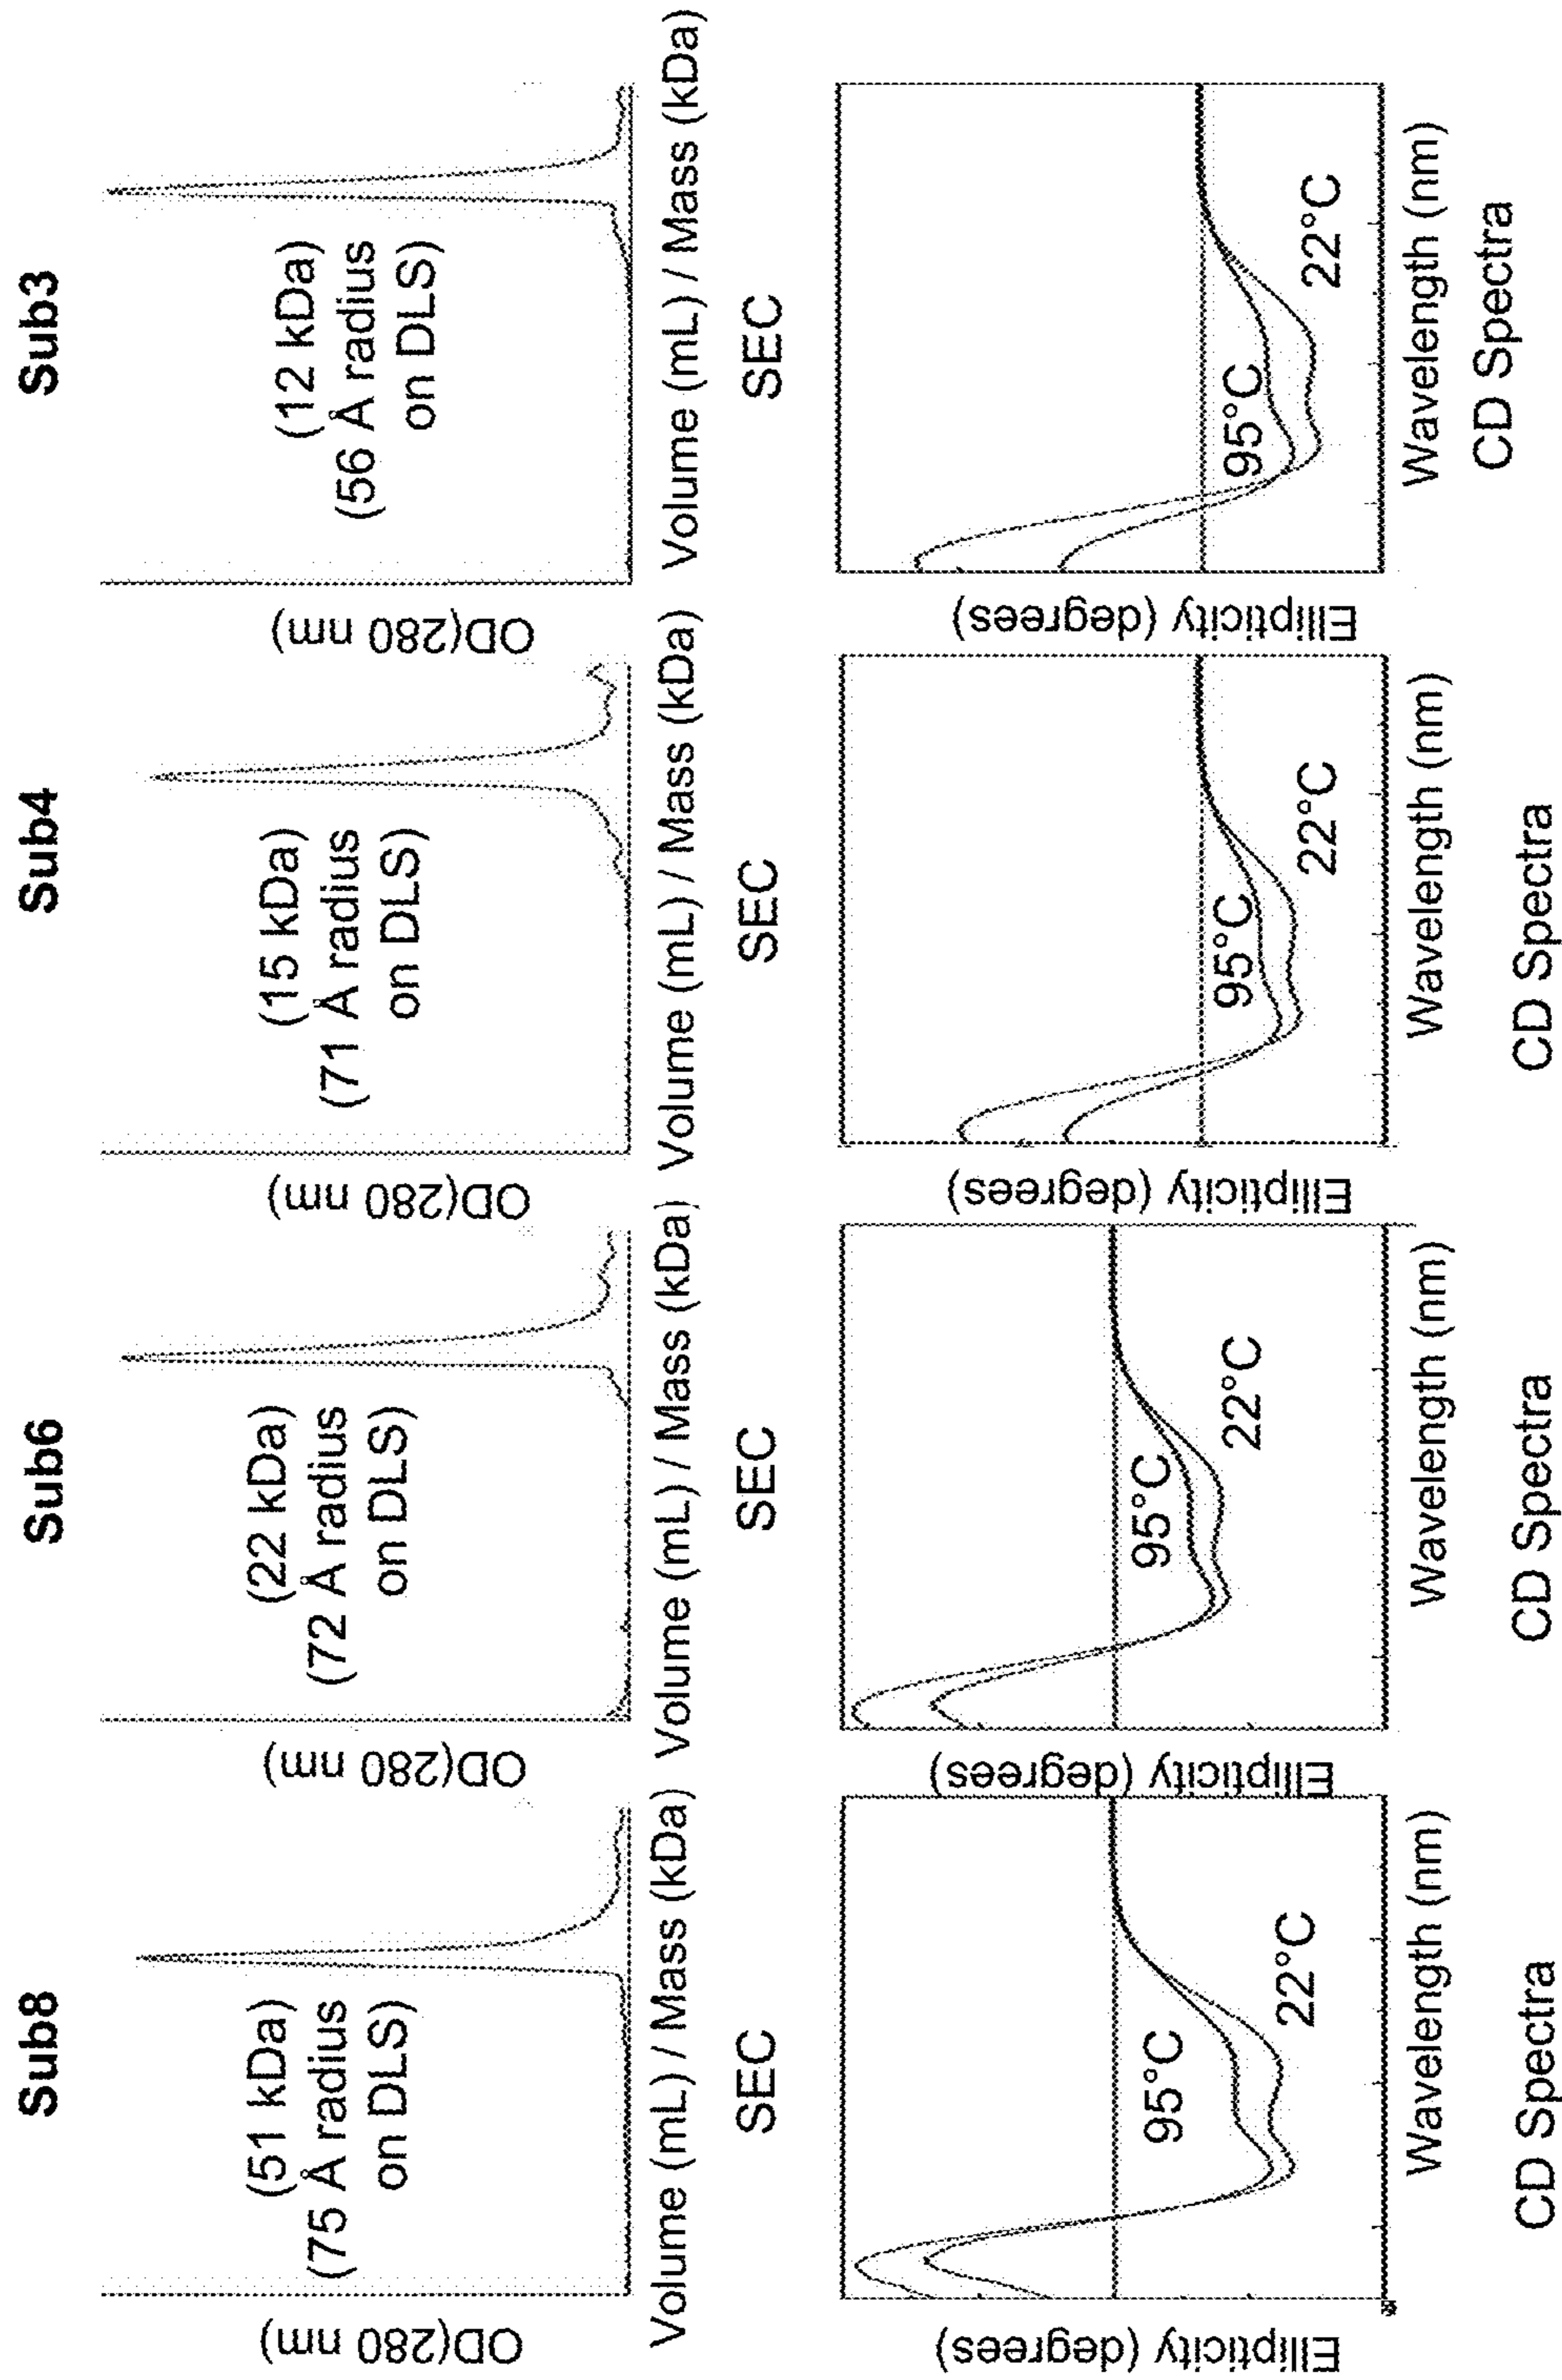 Sub8
OD(280 nm)
(51 kDa)
(75 Å radius
on DLS)
Volume (mL) / Mass (kDa)
SEC
Ellipticity (degrees)
95°C
22°C
Wavelength (nm)
CD Spectra
Sub6
OD(280 nm)
(22 kDa)
(72 Å radius
on DLS)
Volume (mL) / Mass (kDa)
SEC
Ellipticity (degrees)
95°C
22°C
Wavelength (nm)
CD Spectra
Sub4
OD(280 nm)
(15 kDa)
(71 Å radius
on DLS)
Volume (mL) / Mass (kDa)
SEC
Ellipticity (degrees)
95°C
22°C
Wavelength (nm)
CD Spectra
Sub3
OD(280 nm)
(12 kDa)
(56 Å radius
on DLS)
Volume (mL) / Mass (kDa)
SEC
Ellipticity (degrees)
95°C
22°C
Wavelength (nm)
CD Spectra